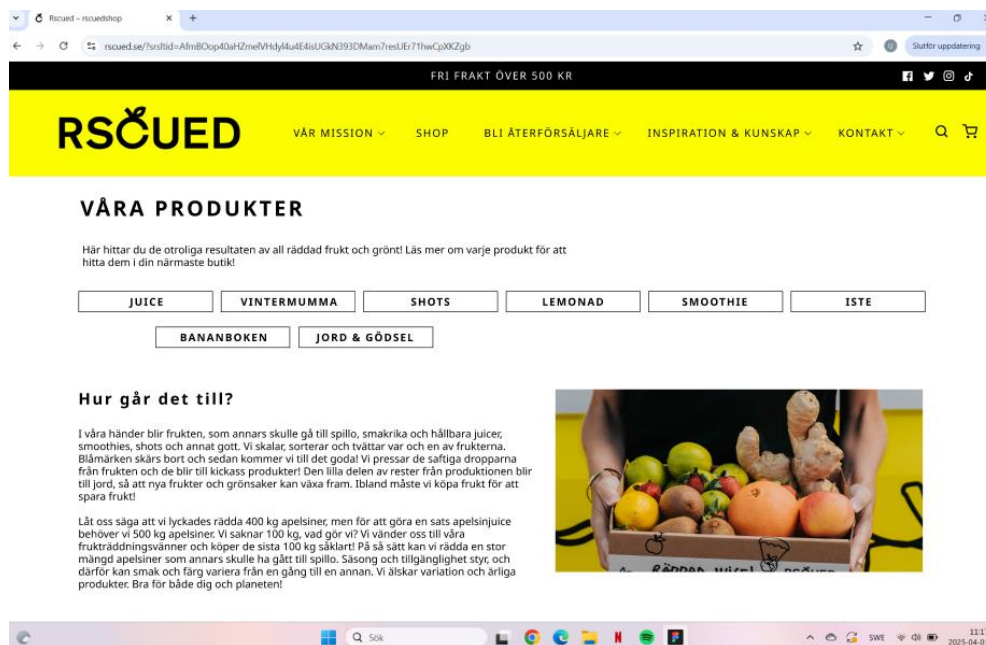 Rscued – rscuedshop
rscued.se/?srsltid=AfmBOop40aHZmelVHdyl4u4E4isUGkN393DMam7resUEr71hwCpXKZgb
U
Slutför uppdatering
FRI FRAKT ÖVER 500 KR
RSCUED
VÅR MISSION
SHOP
BLI ÅTERFÖRSÄLJARE
INSPIRATION & KUNSKAP
KONTAKT
VÅRA PRODUKTER
Här hittar du de otroliga resultaten av all räddad frukt och grönt! Läs mer om varje produkt för att
hitta dem i din närmaste butik!
JUICE
VINTERMUMMA
SHOTS
LEMONAD
SMOOTHIE
ISTE
BANANBOKEN
JORD & GÖDSEL
Hur går det till?
I våra händer blir frukten, som annars skulle gå till spillo, smakrika och hållbara juicer,
smoothies, shots och annat gott. Vi skalar, sorterar och tvättar var och en av frukterna.
Blåmärken skärs bort och sedan kommer vi till det goda! Vi pressar de saftiga dropparna
från frukten och de blir till kickass produkter! Den lilla delen av rester från produktionen blir
till jord, så att nya frukter och grönsaker kan växa fram. Ibland måste vi köpa frukt för att
spara frukt!
Låt oss säga att vi lyckades rädda 400 kg apelsiner, men för att göra en sats apelsinjuice
behöver vi 500 kg apelsiner. Vi saknar 100 kg, vad gör vi? Vi vänder oss till våra
frukträddningsvänner och köper de sista 100 kg såklart! På så sätt kan vi rädda en stor
mängd apelsiner som annars skulle ha gått till spillo. Säsong och tillgänglighet styr, och
därför kan smak och färg variera från en gång till en annan. Vi älskar variation och ärliga
produkter. Bra för både dig och planeten!
Sök
SWE